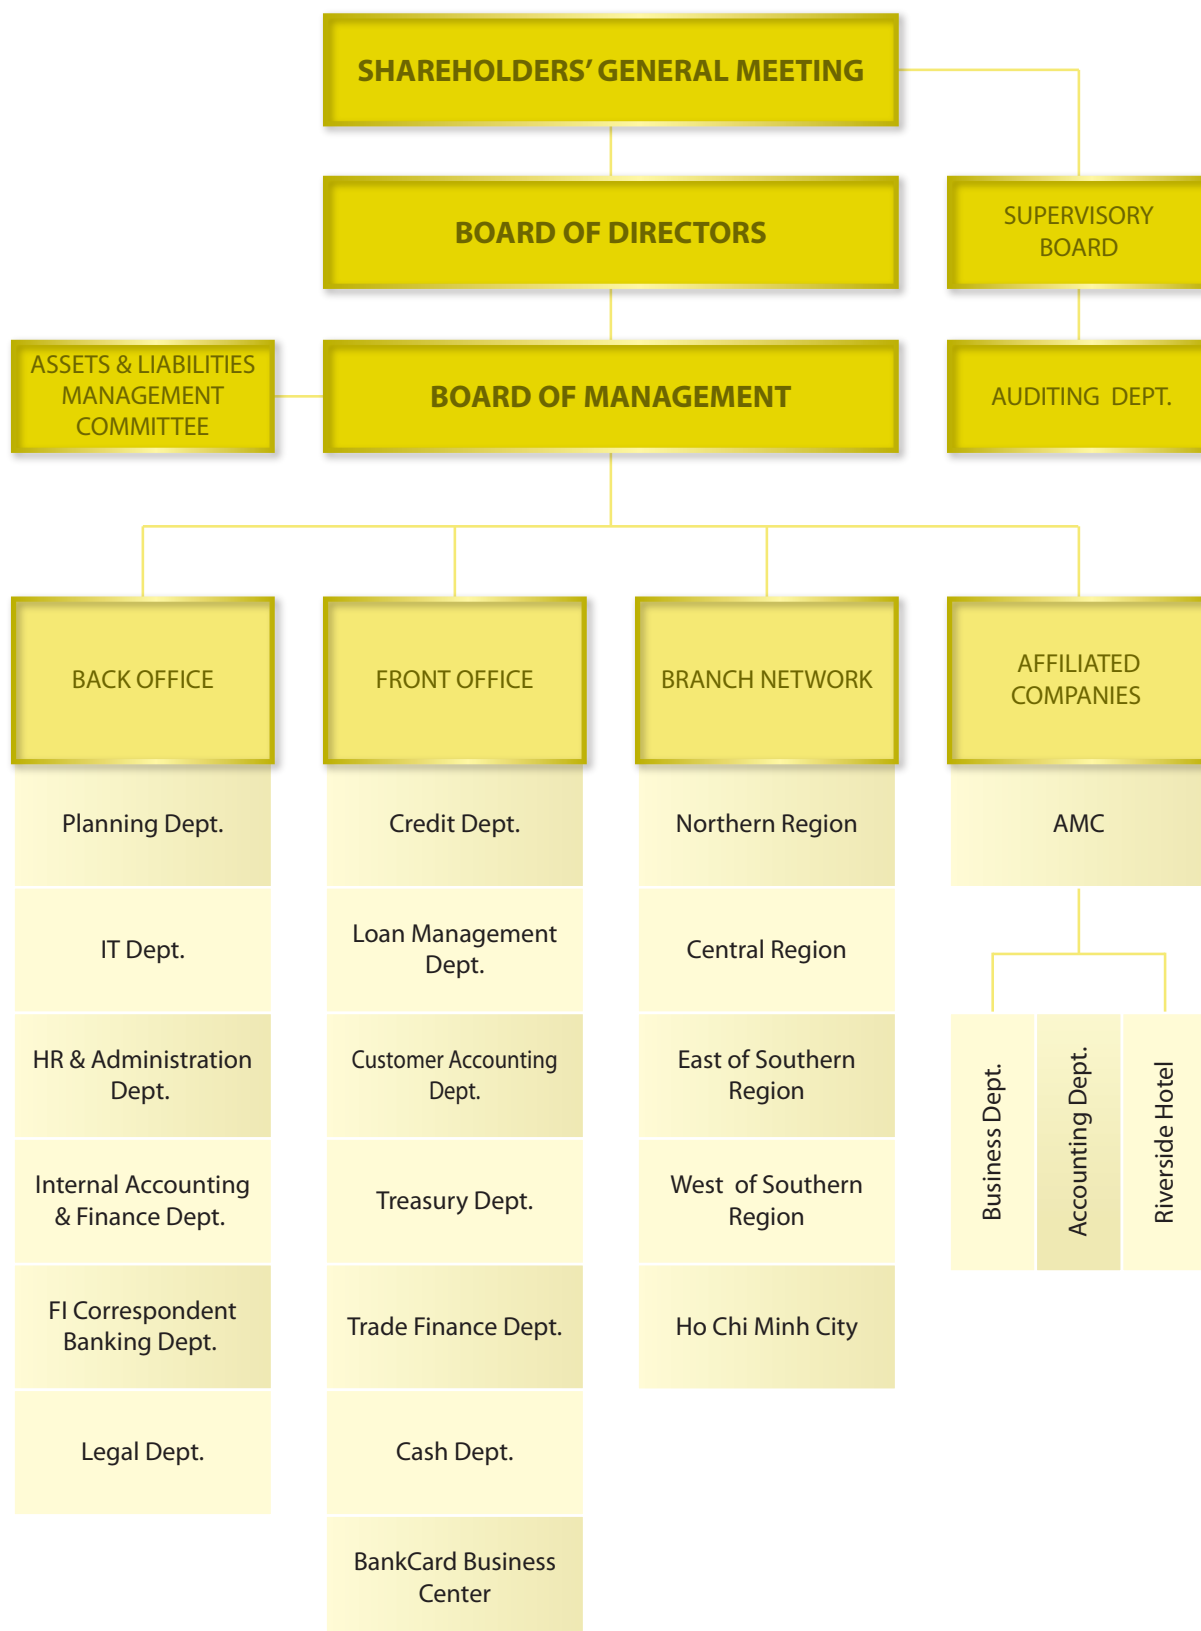 SHAREHOLDERS’ GENERAL MEETING
BOARD OF DIRECTORS
SUPERVISORY
BOARD
ASSETS & LIABILITIES
MANAGEMENT
COMMITTEE
BOARD OF MANAGEMENT
AUDITING DEPT.
BACK OFFICE
Planning Dept.
IT Dept.
HR & Administration
Dept.
Internal Accounting
& Finance Dept.
FI Correspondent
Banking Dept.
Legal Dept.
FRONT OFFICE
Credit Dept.
Loan Management
Dept.
Customer Accounting
Dept.
Treasury Dept.
Trade Finance Dept.
Cash Dept.
BankCard Business
Center
BRANCH NETWORK
Northern Region
Central Region
East of Southern
Region
West of Southern
Region
Ho Chi Minh City
AFFILIATED
COMPANIES
AMC
Business Dept.
Accounting Dept.
Riverside Hotel